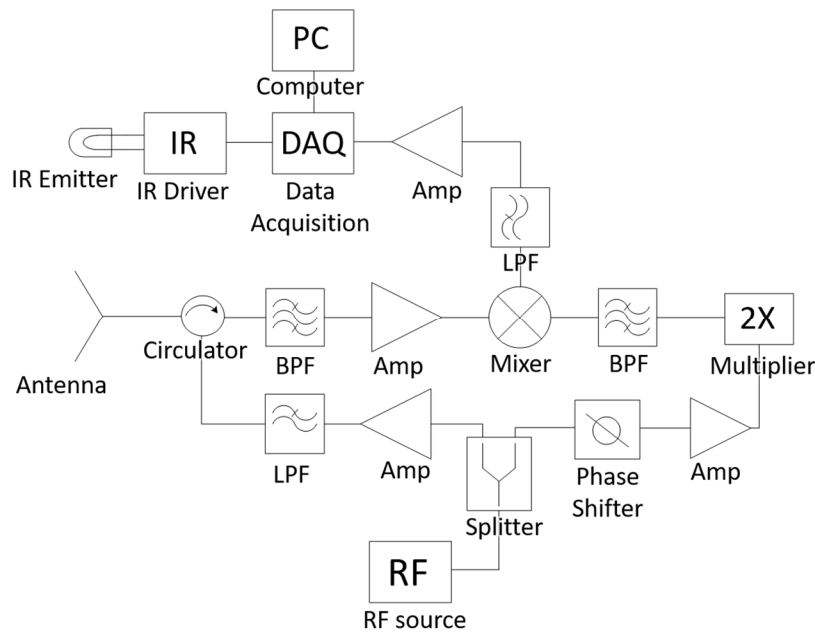 PC
Computer
IR
DAQ
IR Emitter
IR Driver
Data
Acquisition
Amp
LPF
Circulator
BPF
Amp
Mixer
BPF
2X
Multiplier
Antenna
LPF
Amp
Splitter
Phase
Shifter
Amp
RF
RF source